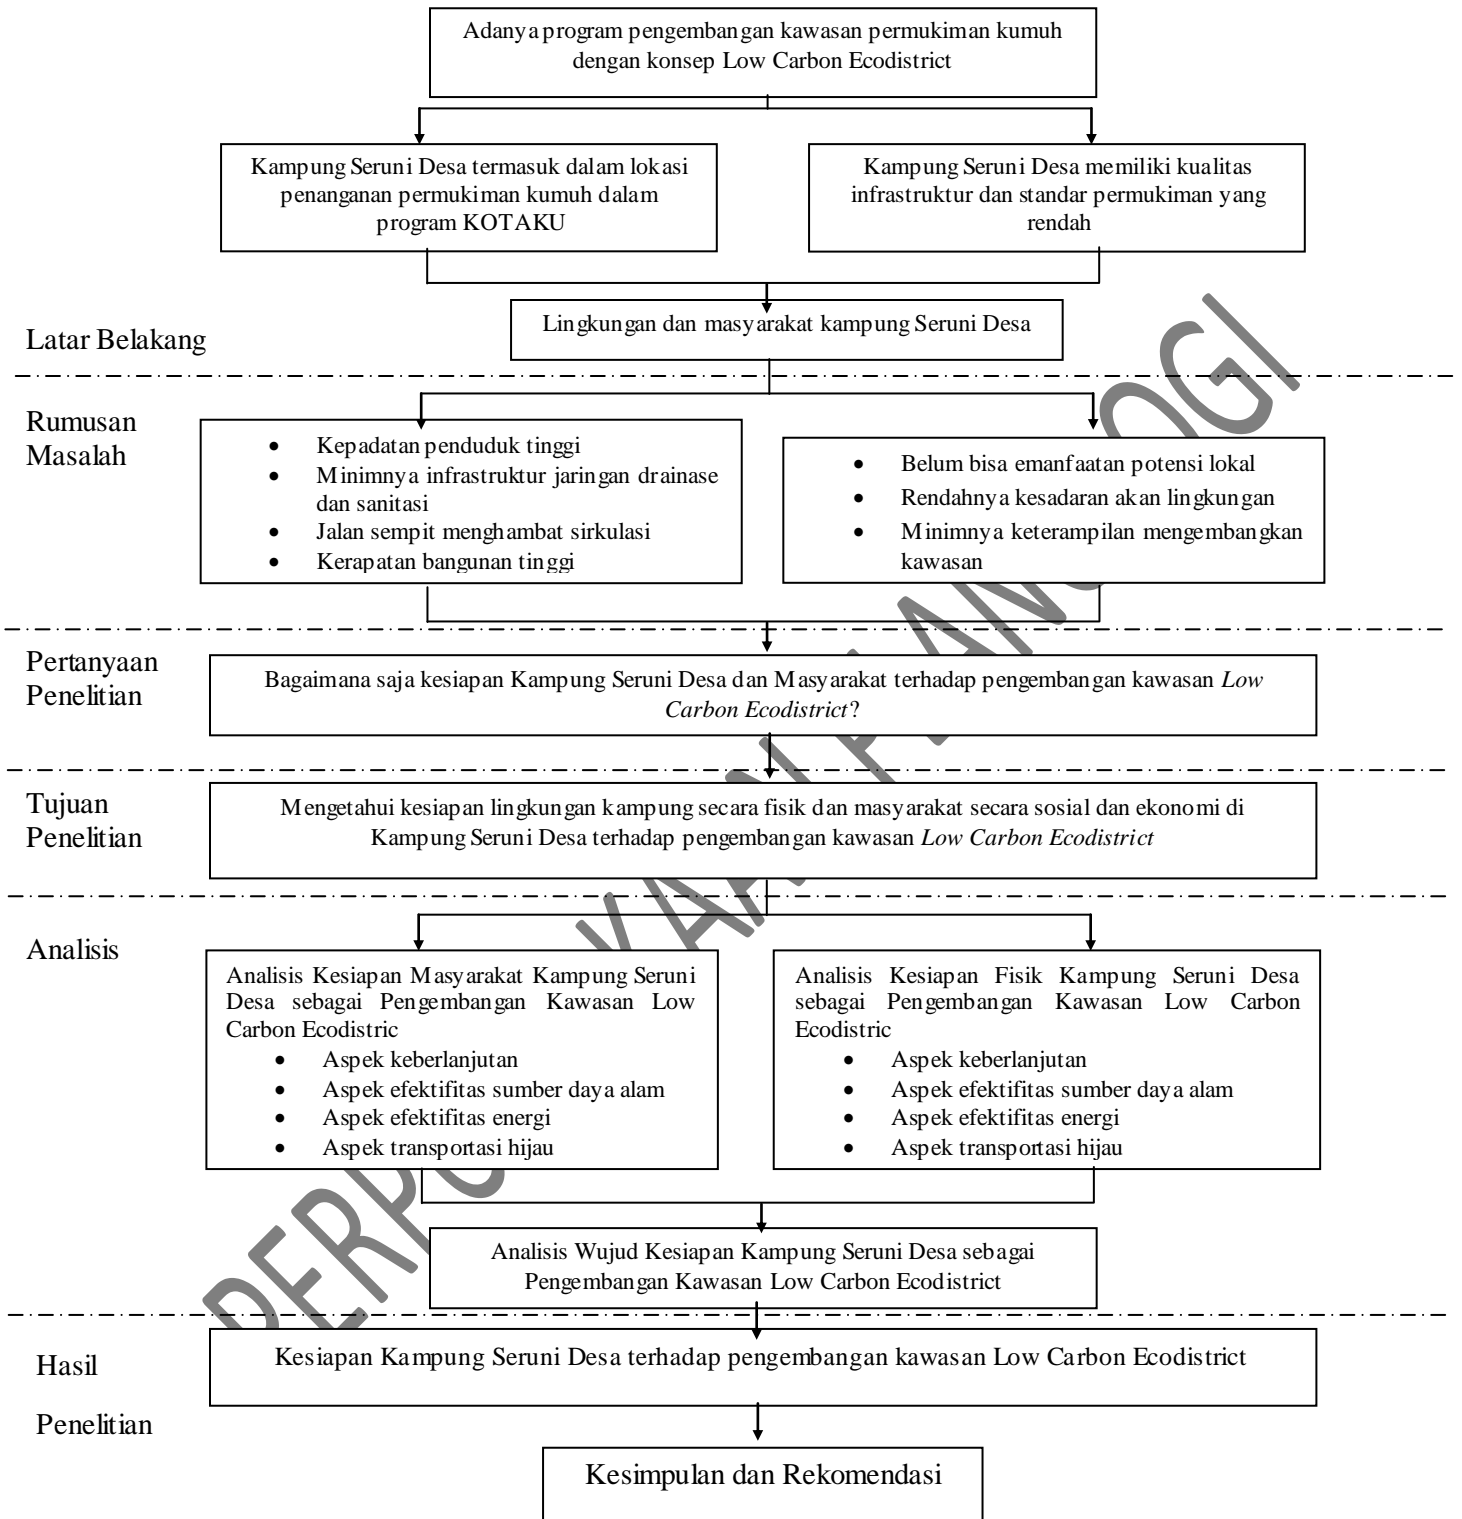 Adanya program pengembangan kawasan permukiman kumuh
dengan konsep Low Carbon Ecodistrict
Kampung Seruni Desa termasuk dalam lokasi
penanganan permukiman kumuh dalam
program KOTAKU
Kampung Seruni Desa memiliki kualitas
infrastruktur dan standar permukiman yang
rendah
Lingkungan dan masyarakat kampung Seruni Desa
Latar Belakang
Rumusan
Masalah
• Kepadatan penduduk tinggi
• Minimnya infrastruktur jaringan drainase
dan sanitasi
• Jalan sempit menghambat sirkulasi
• Kerapatan bangunan tinggi
• Belum bisa emanfaatan potensi lokal
• Rendahnya kesadaran akan lingkungan
• Minimnya keterampilan mengembangkan
kawasan
Pertanyaan
Penelitian
Bagaimana saja kesiapan Kampung Seruni Desa dan Masyarakat terhadap pengembangan kawasan Low
Carbon Ecodistrict?
Tujuan
Penelitian
Mengetahui kesiapan lingkungan kampung secara fisik dan masyarakat secara sosial dan ekonomi di
Kampung Seruni Desa terhadap pengembangan kawasan Low Carbon Ecodistrict
Analisis
Analisis Kesiapan Masyarakat Kampung Seruni
Desa sebagai Pengembangan Kawasan Low
Carbon Ecodistric
• Aspek keberlanjutan
• Aspek efektifitas sumber daya alam
• Aspek efektifitas energi
• Aspek transportasi hijau
Analisis Kesiapan Fisik Kampung Seruni Desa
sebagai Pengembangan Kawasan Low Carbon
Ecodistric
• Aspek keberlanjutan
• Aspek efektifitas sumber daya alam
• Aspek efektifitas energi
• Aspek transportasi hijau
Analisis Wujud Kesiapan Kampung Seruni Desa sebagai
Pengembangan Kawasan Low Carbon Ecodistrict
Hasil
Penelitian
Kesiapan Kampung Seruni Desa terhadap pengembangan kawasan Low Carbon Ecodistrict
Kesimpulan dan Rekomendasi